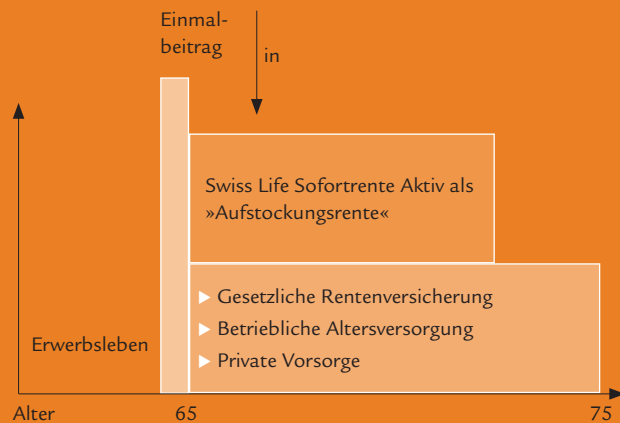 Einmal-
beitrag
in
Swiss Life Sofortrente Aktiv als
»Aufstockungsrente«
▶ Gesetzliche Rentenversicherung
▶ Betriebliche Altersversorgung
▶ Private Vorsorge
Erwerbsleben
Alter 65 75